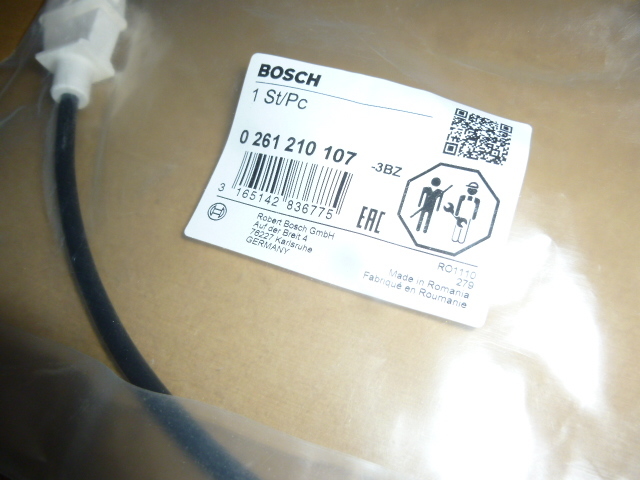 BOSCH
1 St/Pc
0 261 210 107 -3BZ
3 165142 836775
EAC
Robert Bosch GmbH
Auf der Breit 4
76227 Karlsruhe
GERMANY
RO1110
279
Made in Romania
Fabriqué en Roumanie